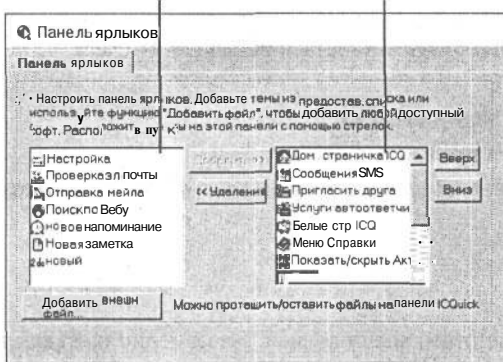 Панель ярлыков
Панель ярлыков
Настроить панель ярлыков. Добавьте темы из предостав. списка или
используйте функцию "Добавить файл", чтобы добавить любой доступный
софт. Расположите на этой панели с помощью стрелок.
Настройка
Проверка эл почты
Отправка мейла
Поиск по Вебу
Новое напоминание
Новая заметка
новый
<< Удаление
Дом. страничка ICQ
Сообщения SMS
Пригласить друга
Услуги автоответчи
Белые стр ICQ
Меню Справки
Показать/скрыть Акт
Вверх
Вниз
Добавить внешн файл...
Можно протащить/оставить файлы на панели ICQuick